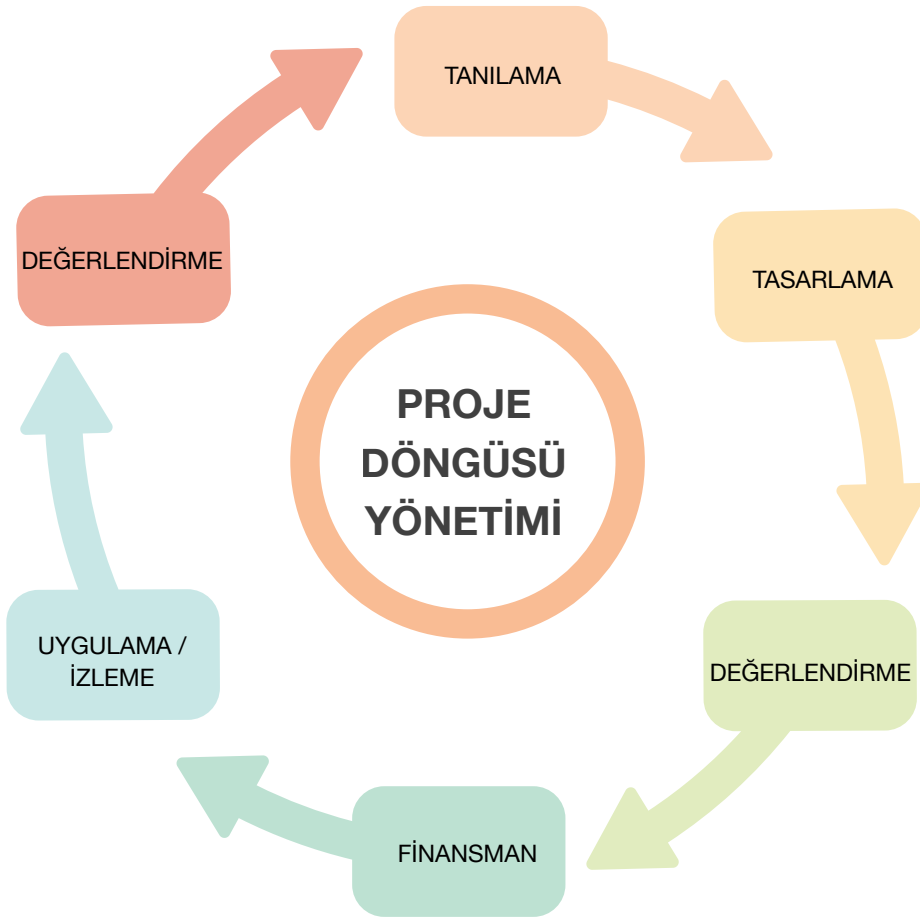 TANILAMA
TASARLAMA
DEĞERLENDİRME
FİNANSMAN
UYGULAMA /
İZLEME
DEĞERLENDİRME
PROJE
DÖNGÜSÜ
YÖNETİMİ